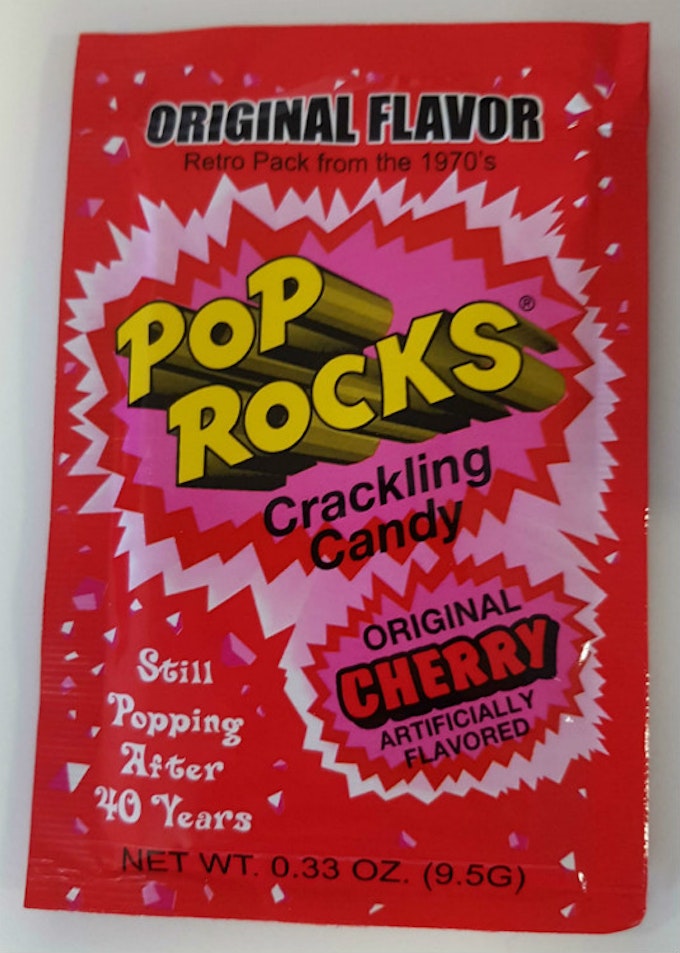 ORIGINAL FLAVOR
Retro Pack from the 1970's
POP
ROCKS®
Crackling
Candy
ORIGINAL
CHERRY
ARTIFICIALLY
FLAVORED
Still
Popping
After
40 Years
NET WT. 0.33 OZ. (9.5G)